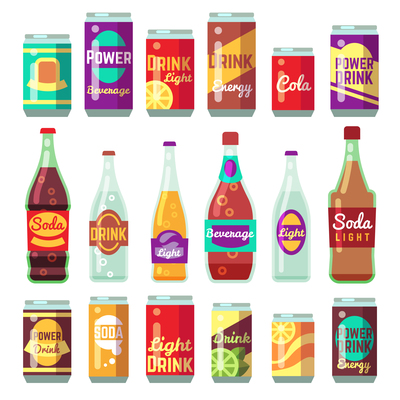 POWER
Beverage
DRINK
Light
DRINK
Energy
Cola
POWER
DRINK
Soda
DRINK
Light
Beverage
Light
Soda
LIGHT
POWER
Drink
SODA
Light
DRINK
Drink
POWER
DRINK
Energy